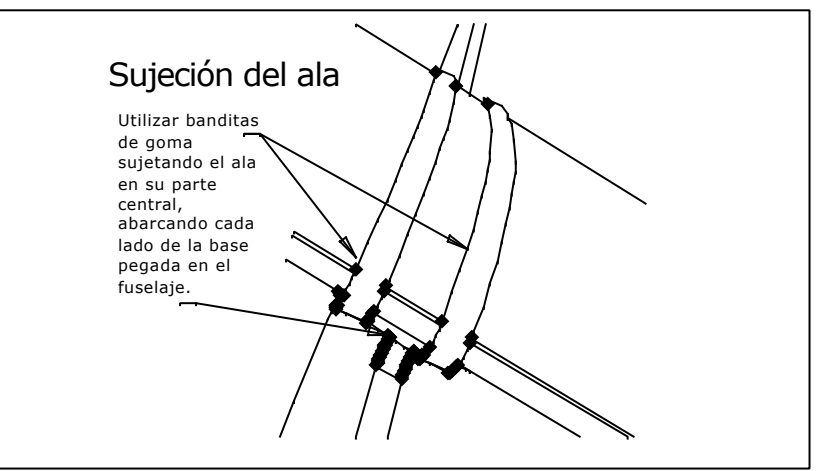 Sujeción del ala
Utilizar banditas
de goma
sujetando el ala
en su parte
central,
abarcando cada
lado de la base
pegada en el
fuselaje.